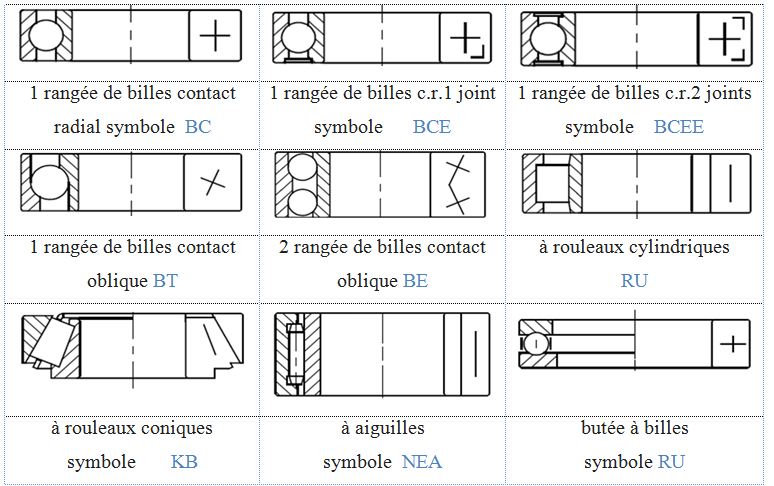 1 rangée de billes contact
radial symbole BC
1 rangée de billes c.r.1 joint
symbole BCE
1 rangée de billes c.r.2 joints
symbole BCEE
1 rangée de billes contact
oblique BT
2 rangée de billes contact
oblique BE
à rouleaux cylindriques
RU
à rouleaux coniques
symbole KB
à aiguilles
symbole NEA
butée à billes
symbole RU